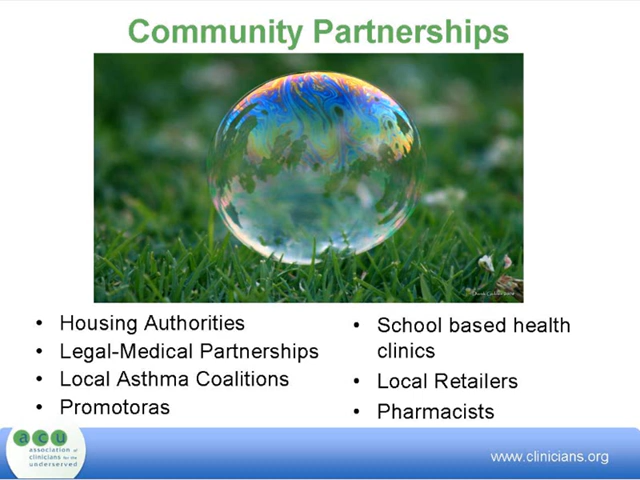 Community Partnerships
• Housing Authorities
• Legal-Medical Partnerships
• Local Asthma Coalitions
• Promotoras
• School based health
clinics
• Local Retailers
• Pharmacists
acu
association of
clinicians for the
underserved
www.clinicians.org